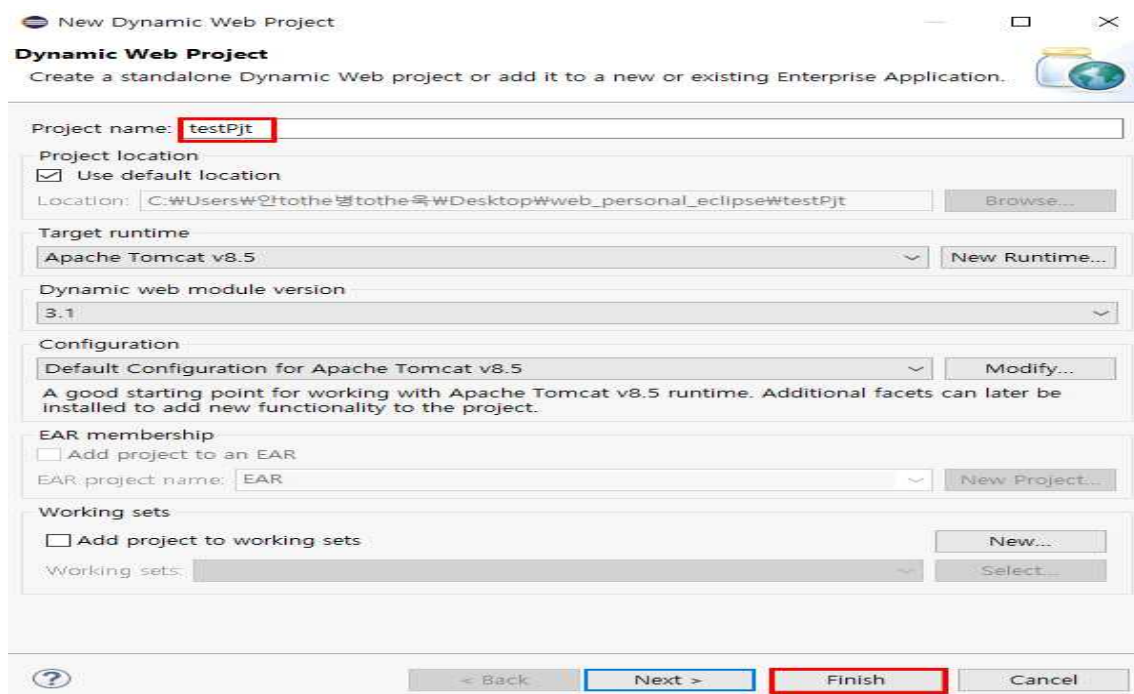 New Dynamic Web Project
Dynamic Web Project
Create a standalone Dynamic Web project or add it to a new or existing Enterprise Application.
Project name: testPjt
Project location
Use default location
Location: C:₩Users₩안tothe병tothe옥₩Desktop₩web_personal_eclipse₩testPjt Browse...
Target runtime
Apache Tomcat v8.5 New Runtime...
Dynamic web module version
3.1
Configuration
Default Configuration for Apache Tomcat v8.5 Modify...
A good starting point for working with Apache Tomcat v8.5 runtime. Additional facets can later be
installed to add new functionality to the project.
EAR membership
Add project to an EAR
EAR project name: EAR New Project...
Working sets
Add project to working sets New...
Working sets: Select...
? < Back Next > Finish Cancel